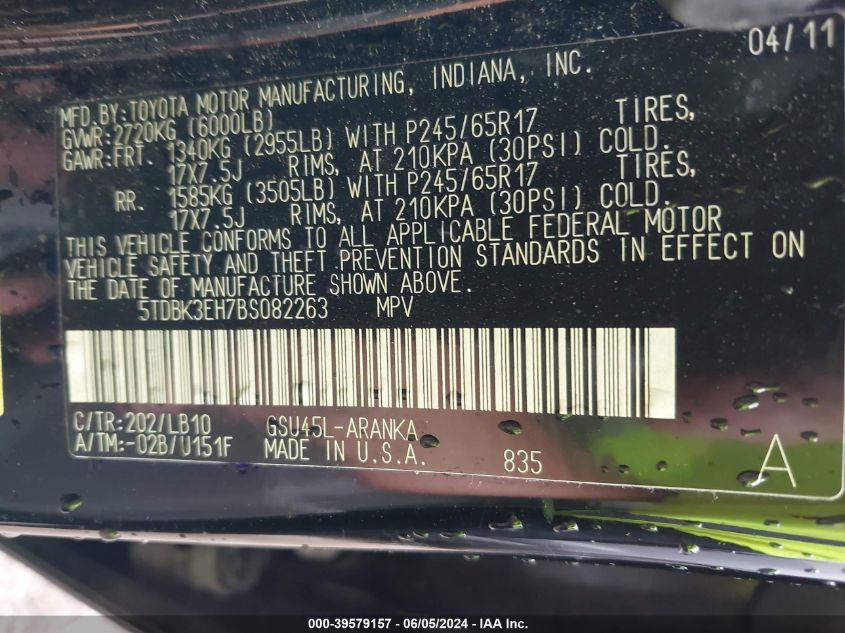 04/11
MFD.BY:TOYOTA MOTOR MANUFACTURING, INDIANA, INC.
GVWR:2720KG (6000LB)
GAWR:FRT. 1340KG (2955LB) WITH P245/65R17 TIRES,
17X7.5J RIMS, AT 210KPA (30PSI) COLD.
RR. 1585KG (3505LB) WITH P245/65R17 TIRES,
17X7.5J RIMS, AT 210KPA (30PSI) COLD.
THIS VEHICLE CONFORMS TO ALL APPLICABLE FEDERAL MOTOR
VEHICLE SAFETY AND THEFT PREVENTION STANDARDS IN EFFECT ON
THE DATE OF MANUFACTURE SHOWN ABOVE.
5TDBK3EH7BS082263 MPV
C/TR:202/LB10 GSU45L-ARANKA
A/TM:-02B/U151F MADE IN U.S.A. 835 A
000-39579157 - 06/05/2024 - IAA Inc.